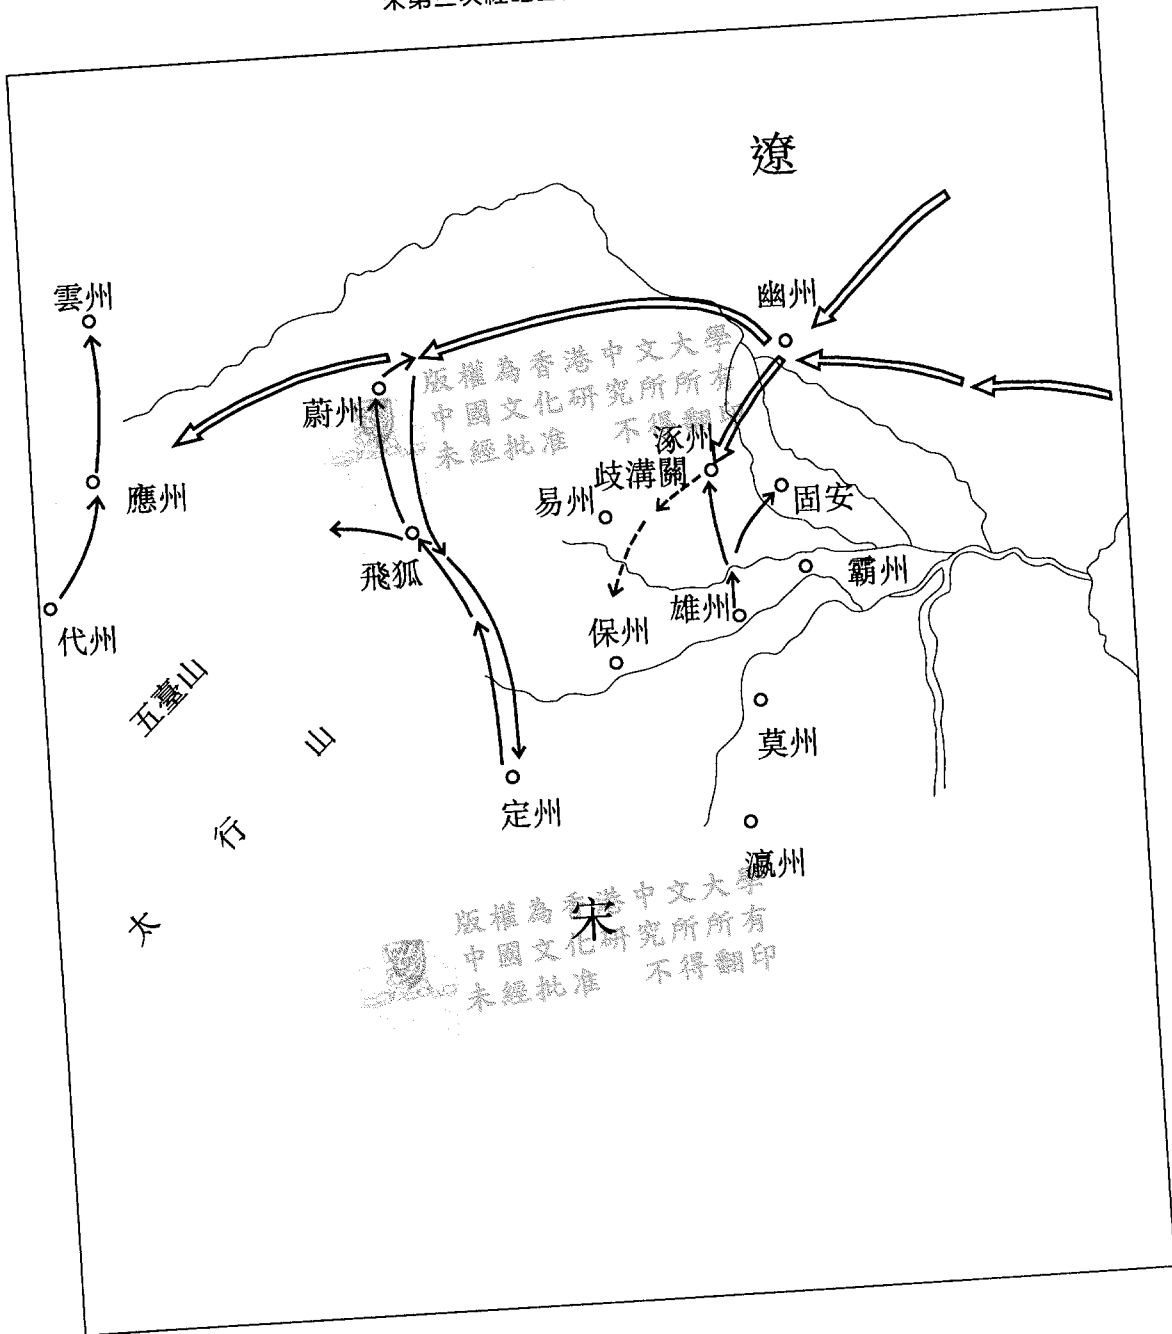 遼
幽州
雲州
版權為香港中文大學
中國文化研究所所有
未經批准 不得翻印
蔚州
涿州
歧溝關
易州
固安
應州
飛狐
霸州
雄州
保州
代州
五臺山
莫州
定州
太行山
瀛州
宋
版權為香港中文大學
中國文化研究所所有
未經批准 不得翻印